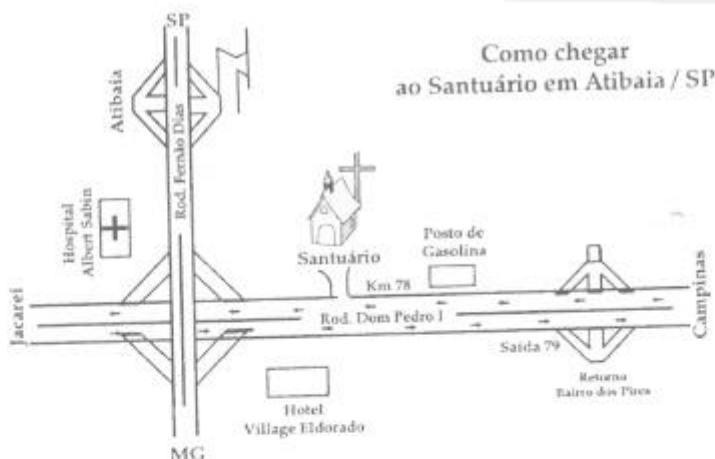 SP
Como chegar
ao Santuário em Atibaia / SP
Atibaia
Rod. Fernão Dias
Hospital
Albert Sabin
Santuário
Posto de
Gasolina
Km 78
Campinas
Jacarei
Rod. Dom Pedro I
Saída 79
Retorno
Bairro dos Pires
Hotel
Village Eldorado
MG